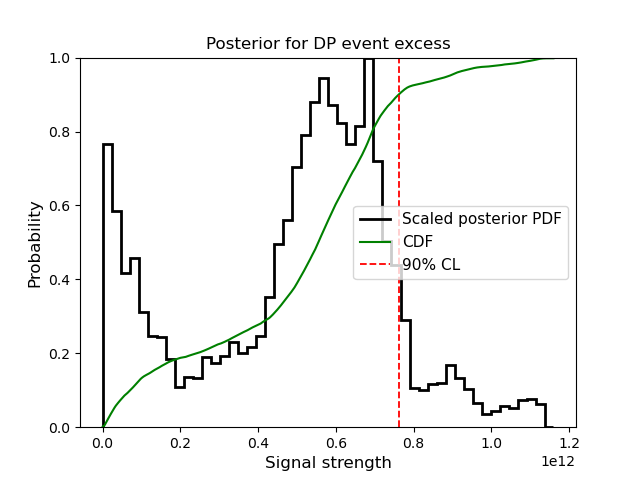 Posterior for DP event excess
1.0
0.8
0.6
0.4
0.2
0.0
Probability
Scaled posterior PDF
CDF
90% CL
0.0 0.2 0.4 0.6 0.8 1.0 1.2
1e12
Signal strength